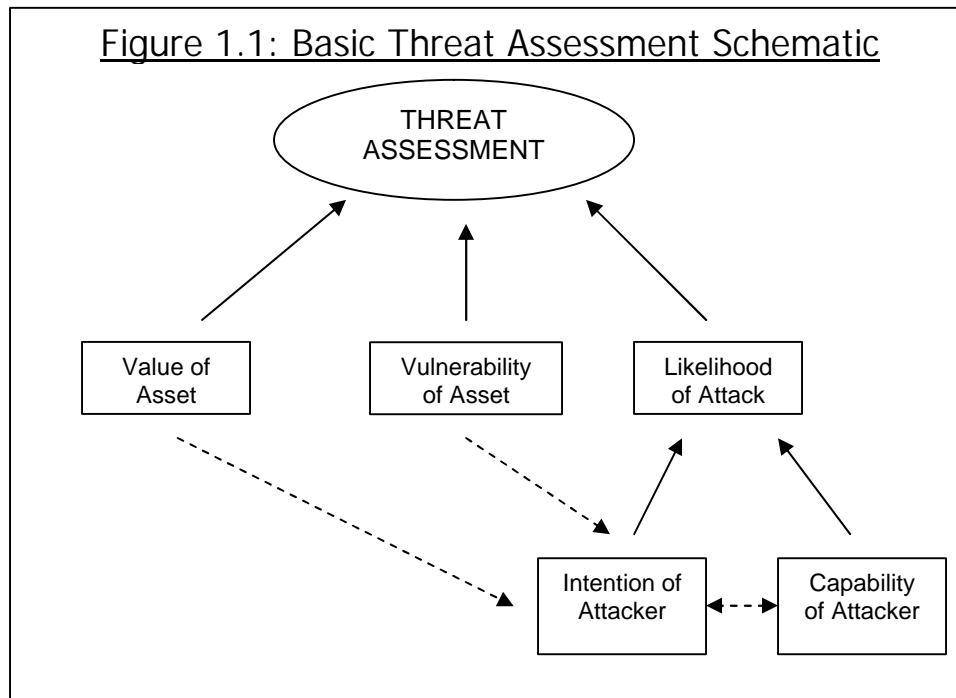 Figure 1.1: Basic Threat Assessment Schematic
THREAT
ASSESSMENT
Value of
Asset
Vulnerability
of Asset
Likelihood
of Attack
Intention of
Attacker
Capability
of Attacker